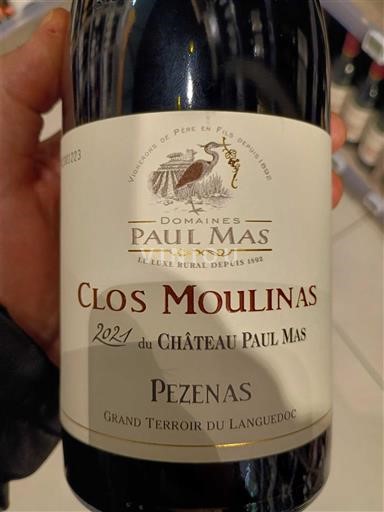 VIGNERONS DE PÈRE EN FILS DEPUIS 1892
DOMAINES
PAUL MAS
LE LUXE RURAL DEPUIS 1892
CLOS MOULINAS
2021 du CHÂTEAU PAUL MAS
PEZENAS
GRAND TERROIR DU LANGUEDOC